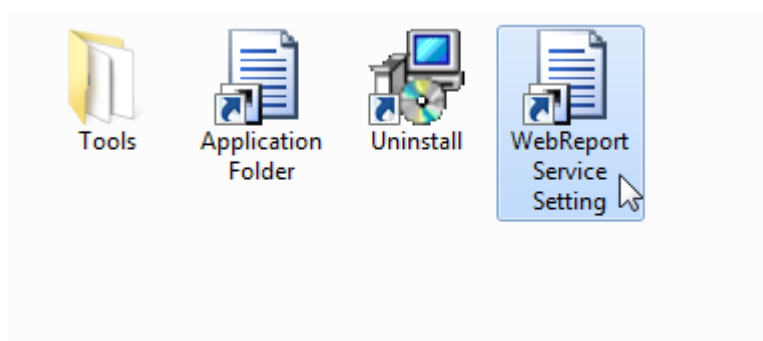 Tools
Application
Folder
Uninstall
WebReport
Service
Setting